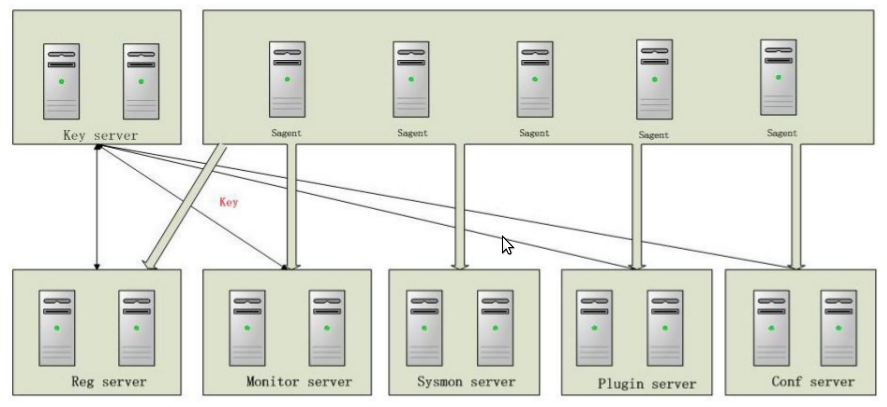 Key server
Sagent
Sagent
Sagent
Sagent
Sagent
Key
Reg server
Monitor server
Sysmon server
Plugin server
Conf server